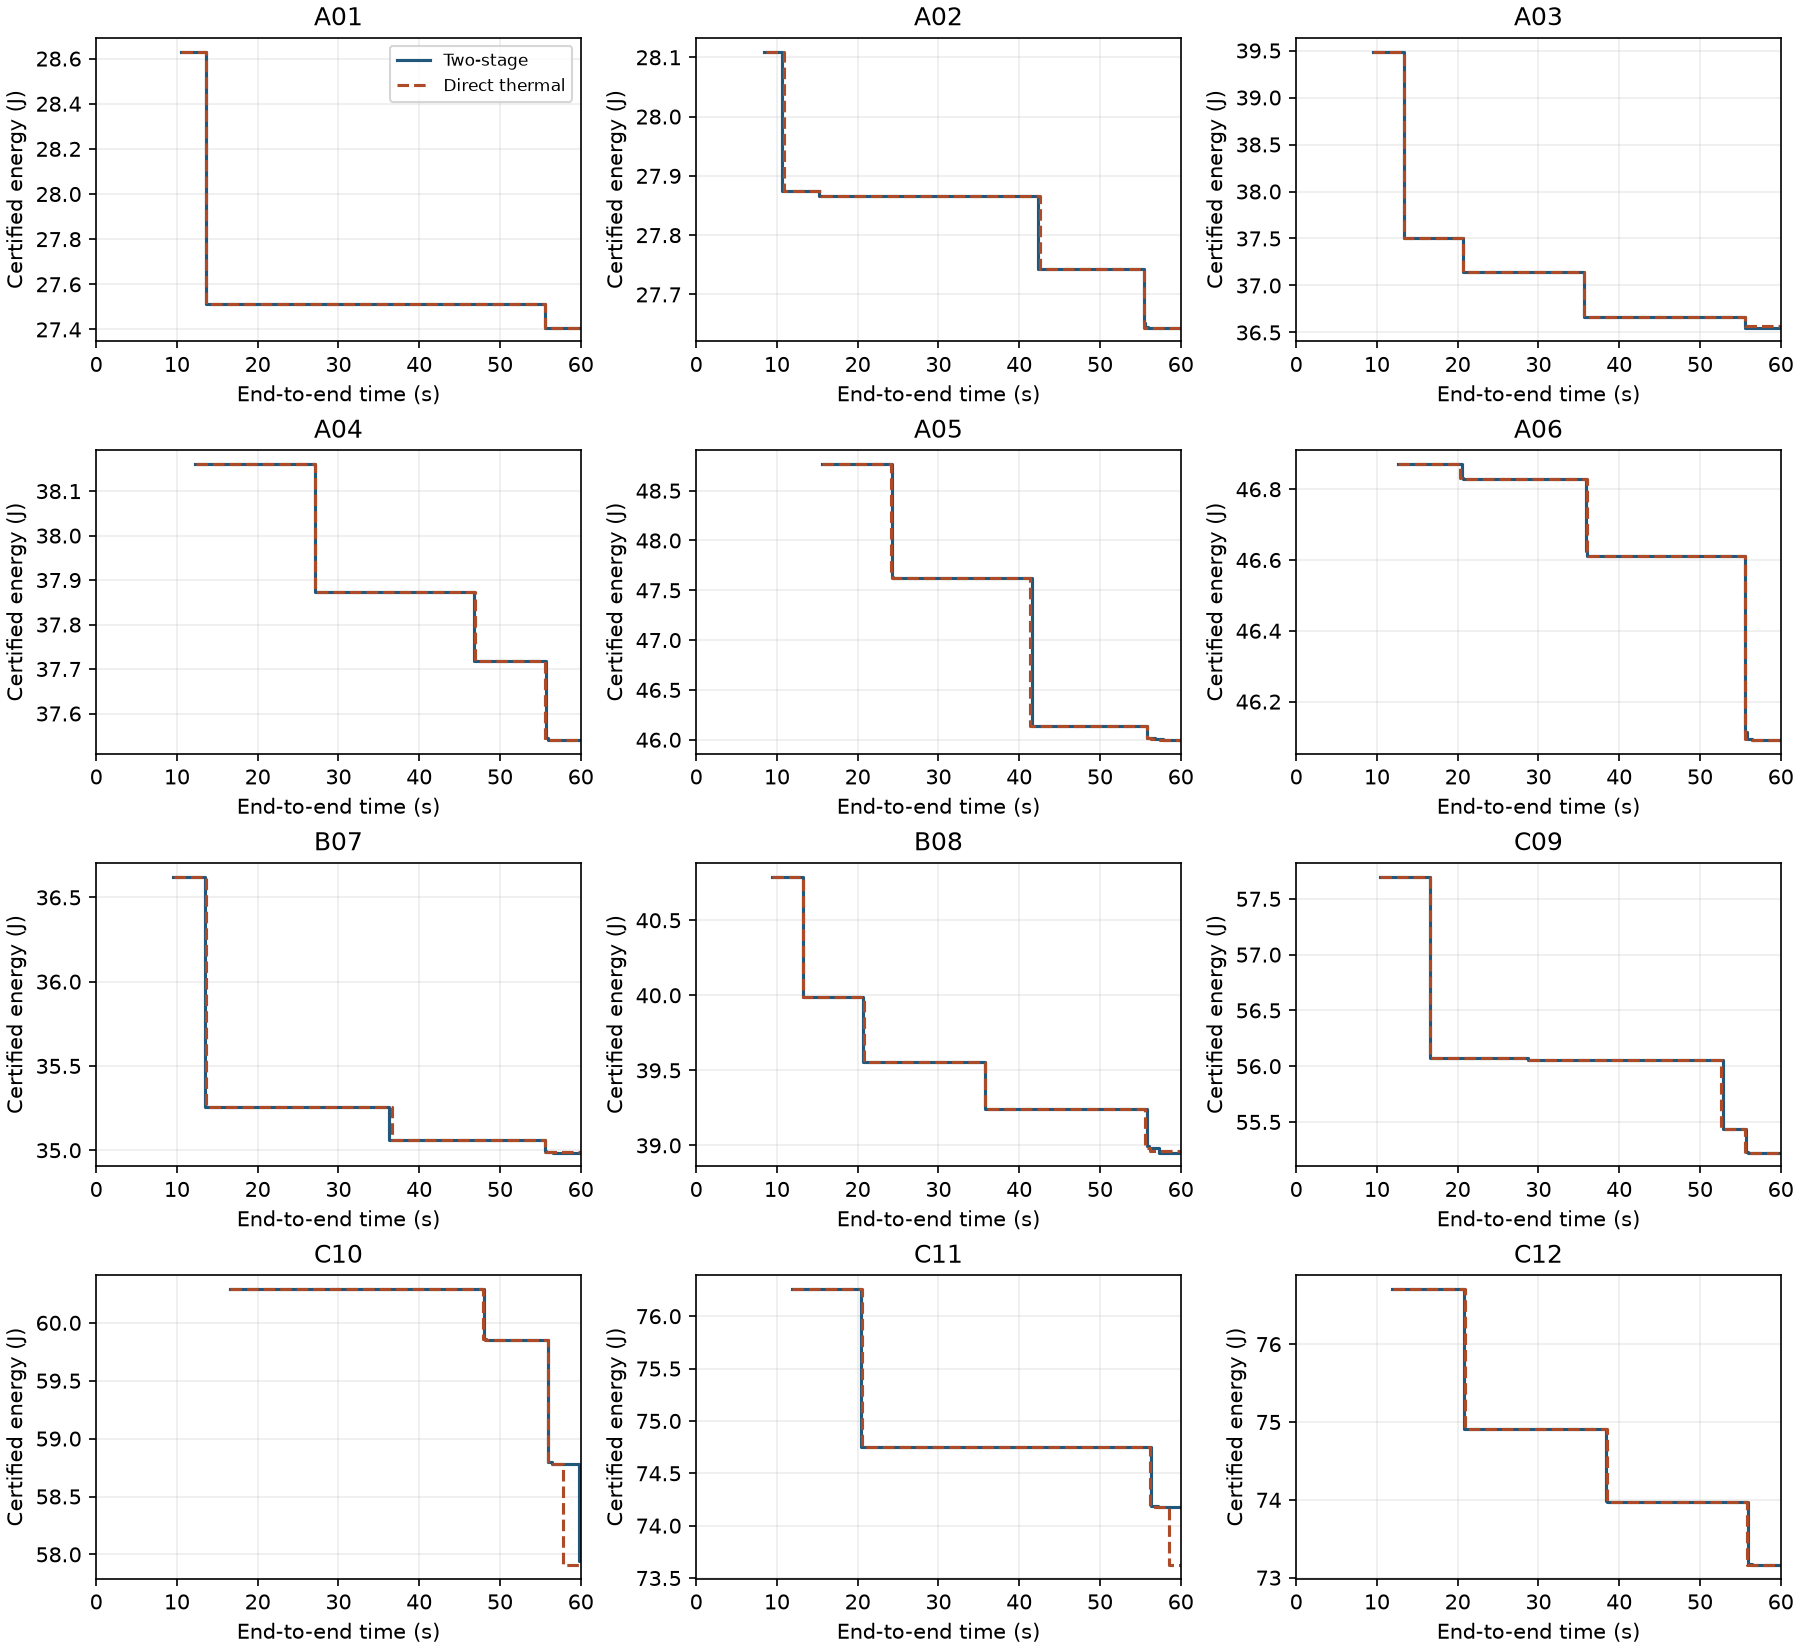 A01
28.6
28.4
28.2
28.0
27.8
27.6
27.4
Certified energy (J)
Two-stage
Direct thermal
0 10 20 30 40 50 60
End-to-end time (s)
A02
28.1
28.0
27.9
27.8
27.7
Certified energy (J)
0 10 20 30 40 50 60
End-to-end time (s)
A03
39.5
39.0
38.5
38.0
37.5
37.0
36.5
Certified energy (J)
0 10 20 30 40 50 60
End-to-end time (s)
A04
38.1
38.0
37.9
37.8
37.7
37.6
Certified energy (J)
0 10 20 30 40 50 60
End-to-end time (s)
A05
48.5
48.0
47.5
47.0
46.5
46.0
Certified energy (J)
0 10 20 30 40 50 60
End-to-end time (s)
A06
46.8
46.6
46.4
46.2
Certified energy (J)
0 10 20 30 40 50 60
End-to-end time (s)
B07
36.5
36.0
35.5
35.0
Certified energy (J)
0 10 20 30 40 50 60
End-to-end time (s)
B08
40.5
40.0
39.5
39.0
Certified energy (J)
0 10 20 30 40 50 60
End-to-end time (s)
C09
57.5
57.0
56.5
56.0
55.5
Certified energy (J)
0 10 20 30 40 50 60
End-to-end time (s)
C10
60.0
59.5
59.0
58.5
58.0
Certified energy (J)
0 10 20 30 40 50 60
End-to-end time (s)
C11
76.0
75.5
75.0
74.5
74.0
73.5
Certified energy (J)
0 10 20 30 40 50 60
End-to-end time (s)
C12
76
75
74
73
Certified energy (J)
0 10 20 30 40 50 60
End-to-end time (s)